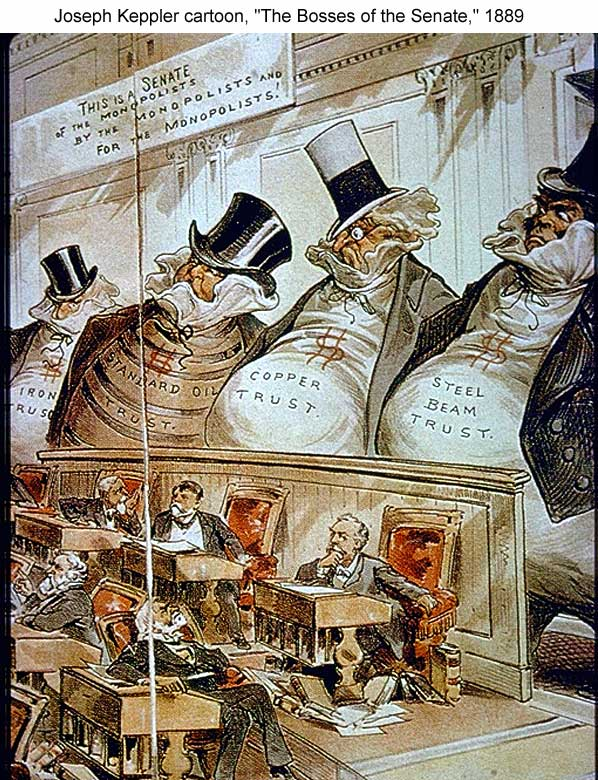 Joseph Keppler cartoon, "The Bosses of the Senate," 1889
THIS IS A SENATE
OF THE MONOPOLISTS
BY THE MONOPOLISTS AND
FOR THE MONOPOLISTS!
IRON
TRUS
$
STANDARD OIL
TRUST.
$
COPPER
TRUST.
$
STEEL
BEAM
TRUST.